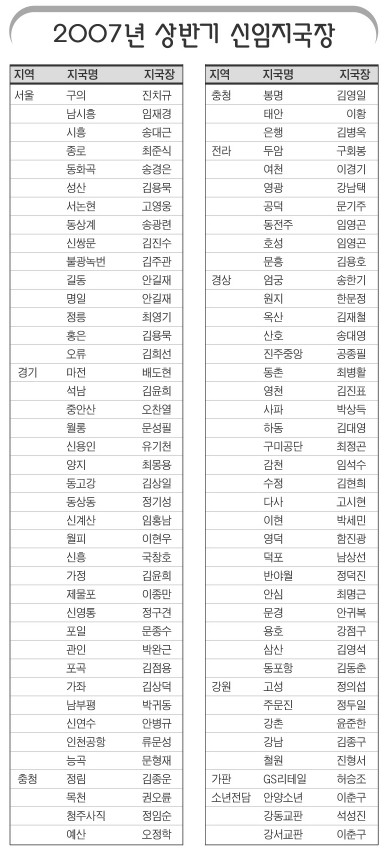 2007년 상반기 신임지국장
지역 지국명 지국장
서울 구의 진치규
남시흥 임재경
시흥 송대근
종로 최준식
동화곡 송경은
성산 김용묵
서논현 고영웅
동상계 송광련
신쌍문 김진수
불광녹번 김주관
길동 안길재
명일 안길재
정릉 최영기
홍은 김용묵
오류 김희선
경기 마전 배도현
석남 김윤희
중안산 오찬열
월롱 문성필
신용인 유기천
양지 최몽용
동고강 김상일
동상동 정기성
신계산 임홍남
월피 이현우
신흥 국창호
가정 김윤희
제물포 이종만
신영통 정구견
포일 문종수
관인 박완근
포곡 김점용
가좌 김상덕
남부평 박귀동
신연수 안병규
인천공항 류문성
능곡 문형재
충청 정림 김종운
목천 권오윤
청주사직 정임순
예산 오정학
지역 지국명 지국장
충청 봉명 김영일
태안 이황
은행 김병옥
전라 두암 구회봉
여천 이경기
영광 강남택
공덕 문기주
동전주 임영곤
호성 임영곤
문흥 김용호
경상 엄궁 송한기
원지 한문정
옥산 김재철
산호 송대영
진주중앙 공종필
동촌 최병활
영천 김진표
사파 박상득
하동 김대영
구미공단 최정곤
감천 임석수
수정 김현희
다사 고시현
이현 박세민
영덕 함진광
덕포 남상선
반야월 정덕진
안심 최명근
문경 안귀복
용호 강점구
삼산 김영석
동포항 김동춘
강원 고성 정의섭
주문진 정두일
강촌 윤준한
강남 김종구
철원 진형서
가판 GS리테일 허승조
소년전담 안양소년 이춘구
강동교판 석성진
강서교판 이춘구